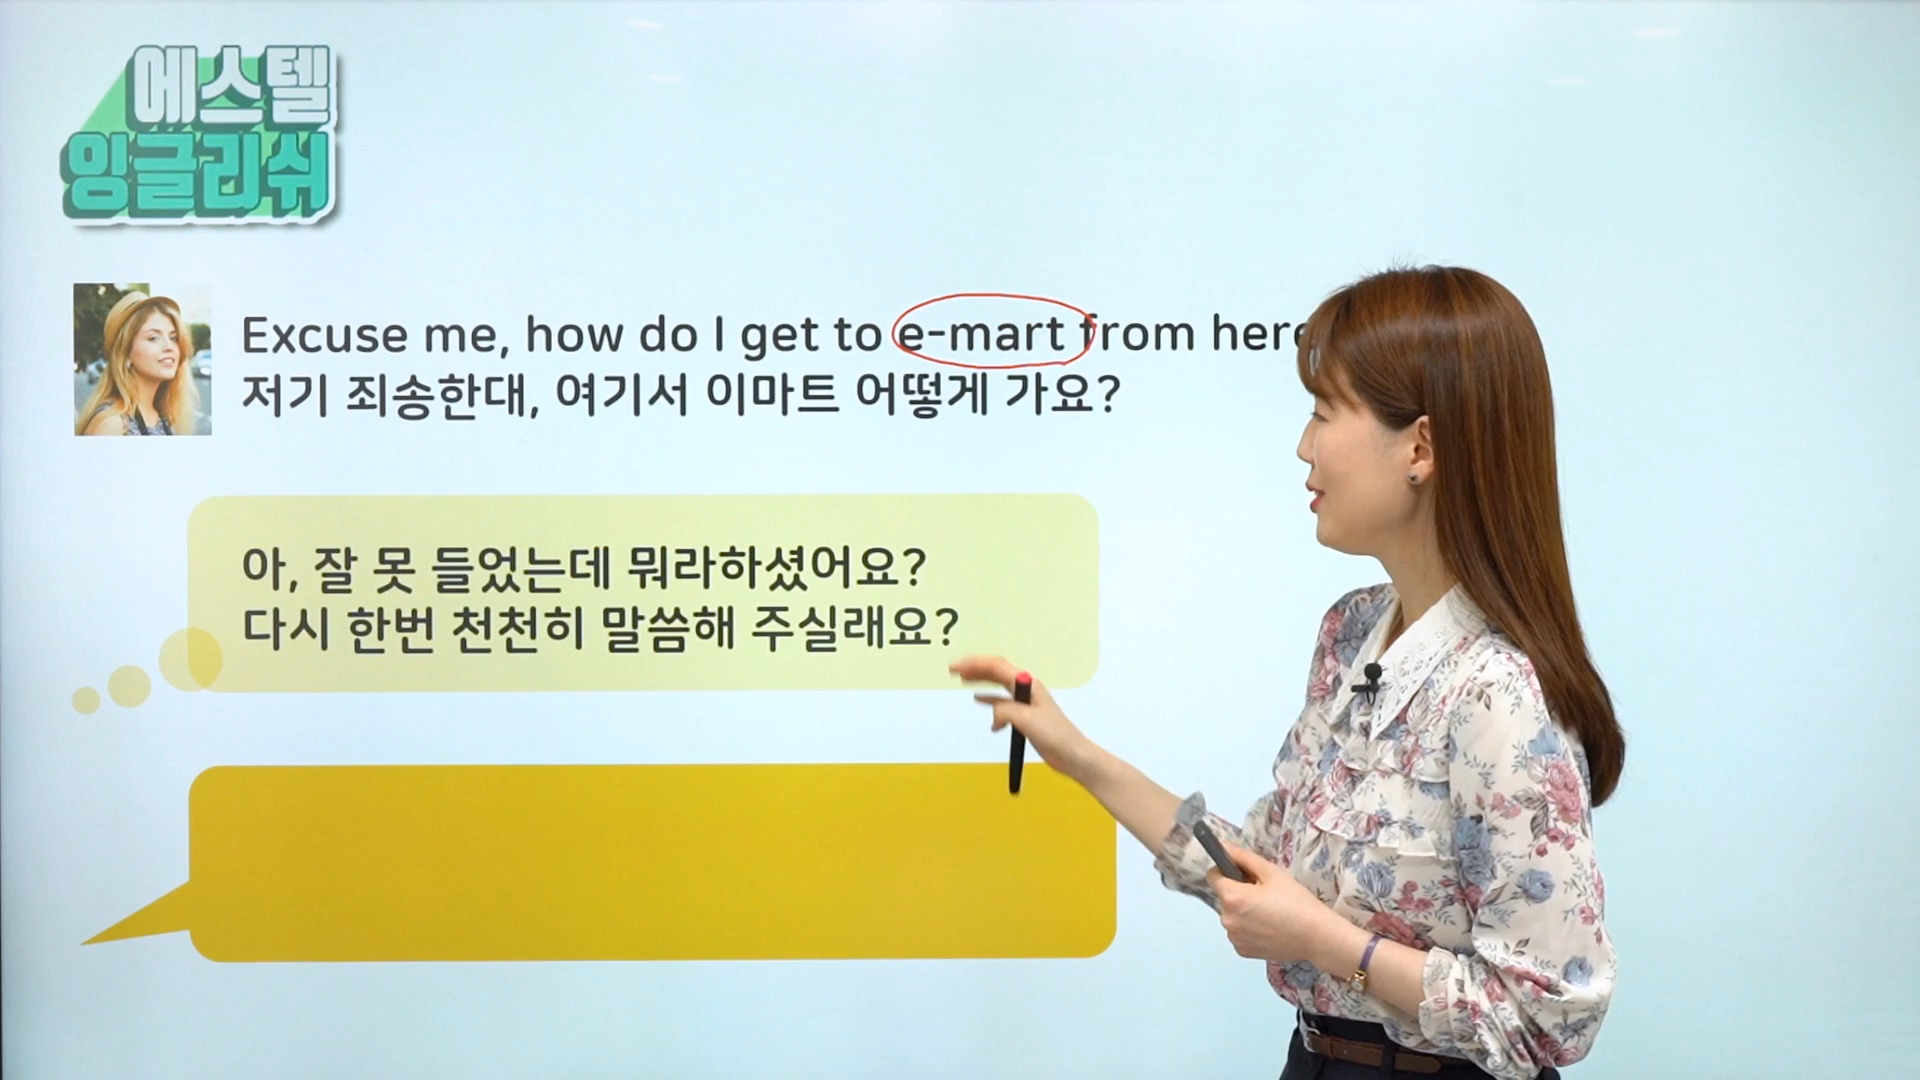 에스텔
잉글리쉬
Excuse me, how do I get to e-mart from here
저기 죄송한대, 여기서 이마트 어떻게 가요?
아, 잘 못 들었는데 뭐라하셨어요?
다시 한번 천천히 말씀해 주실래요?